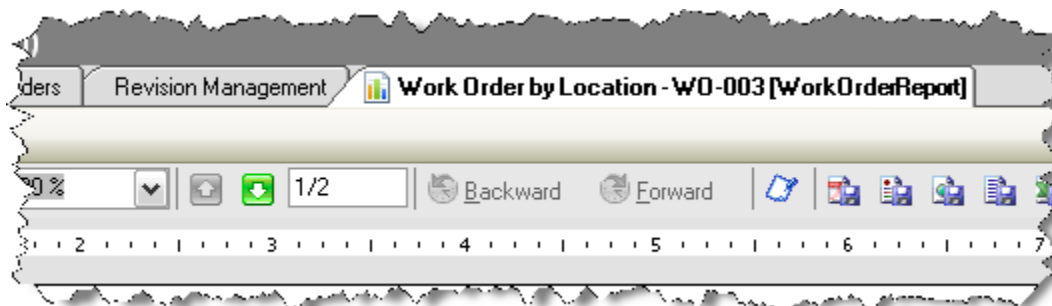 ders Revision Management Work Order by Location - WO-003 [WorkOrderReport]
% 1/2 Backward Forward
2 3 4 5 6 7